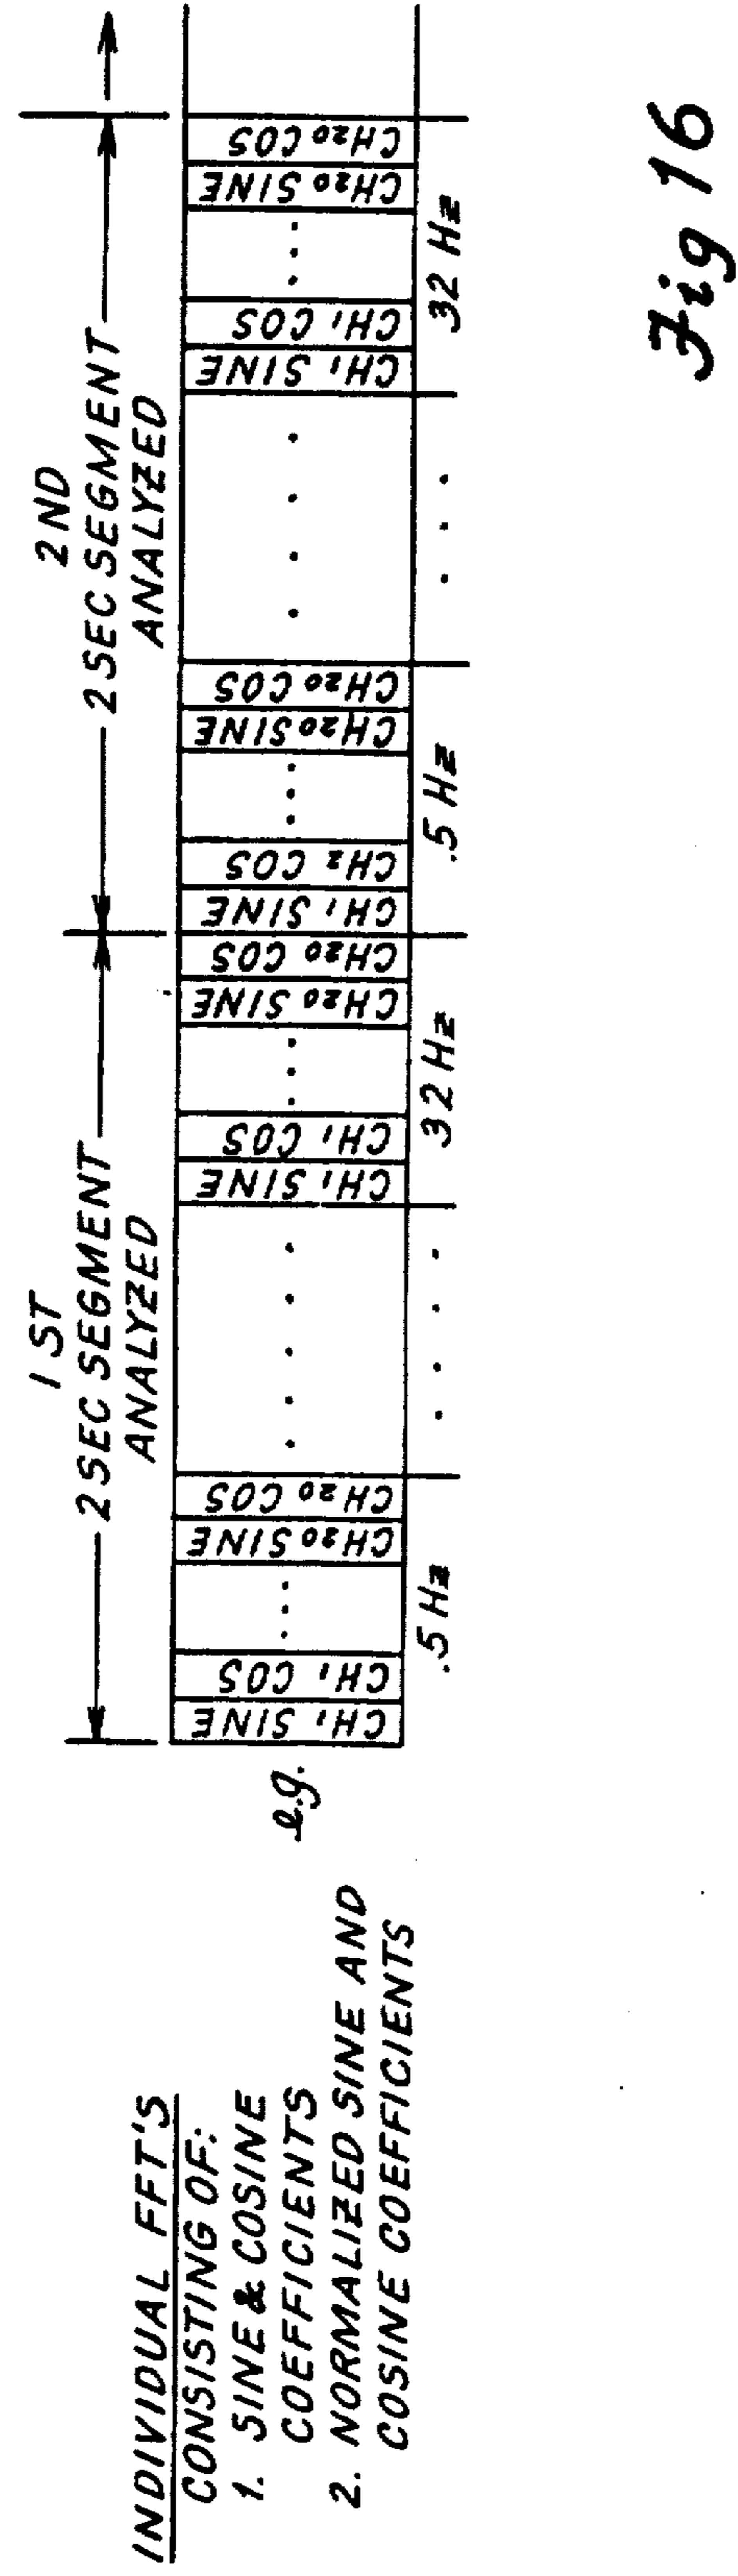 INDIVIDUAL FFT'S
CONSISTING OF:
1. SINE & COSINE
COEFFICIENTS
2. NORMALIZED SINE AND
COSINE COEFFICIENTS
e.g.
1 ST
2 SEC SEGMENT
ANALYZED
2 ND
2 SEC SEGMENT
ANALYZED
CH1 SINE
CH1 COS
...
CH20 SINE
CH20 COS
. . . . .
CH1 SINE
CH1 COS
...
CH20 SINE
CH20 COS
CH1 SINE
CH2 COS
...
CH20 SINE
CH20 COS
. . . .
CH1 SINE
CH1 COS
...
CH20 SINE
CH20 COS
.5 Hz
. . . .
32 Hz
.5 Hz
. . .
32 Hz
Fig 16